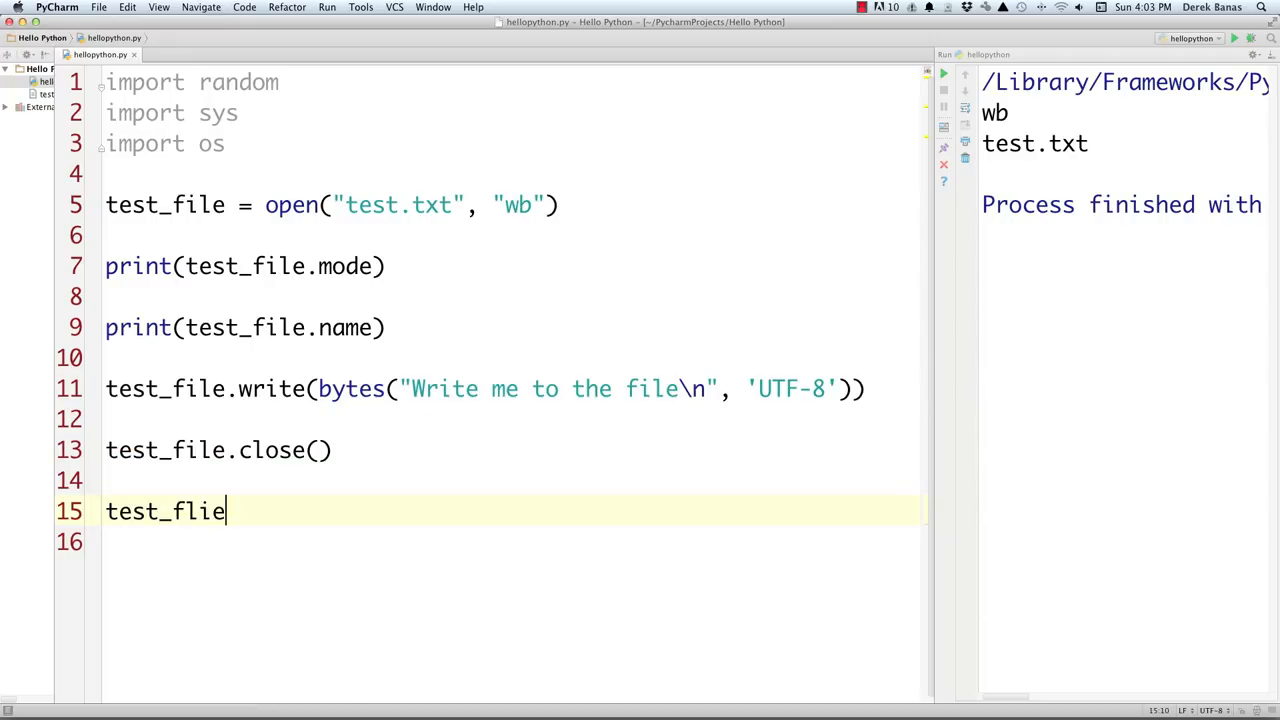 PyCharm File Edit View Navigate Code Refactor Run Tools VCS Window Help 10 Sun 4:03 PM Derek Banas
hellopython.py – Hello Python – [~/PycharmProjects/Hello Python]
Hello Python hellopython.py hellopython
hellopython.py Run hellopython
Hello P
hell
test
Externa
1 import random
2 import sys
3 import os
4
5 test_file = open("test.txt", "wb")
6
7 print(test_file.mode)
8
9 print(test_file.name)
10
11 test_file.write(bytes("Write me to the file\n", 'UTF-8'))
12
13 test_file.close()
14
15 test_flie
16
/Library/Frameworks/Py
wb
test.txt
Process finished with
15:10 LF UTF-8